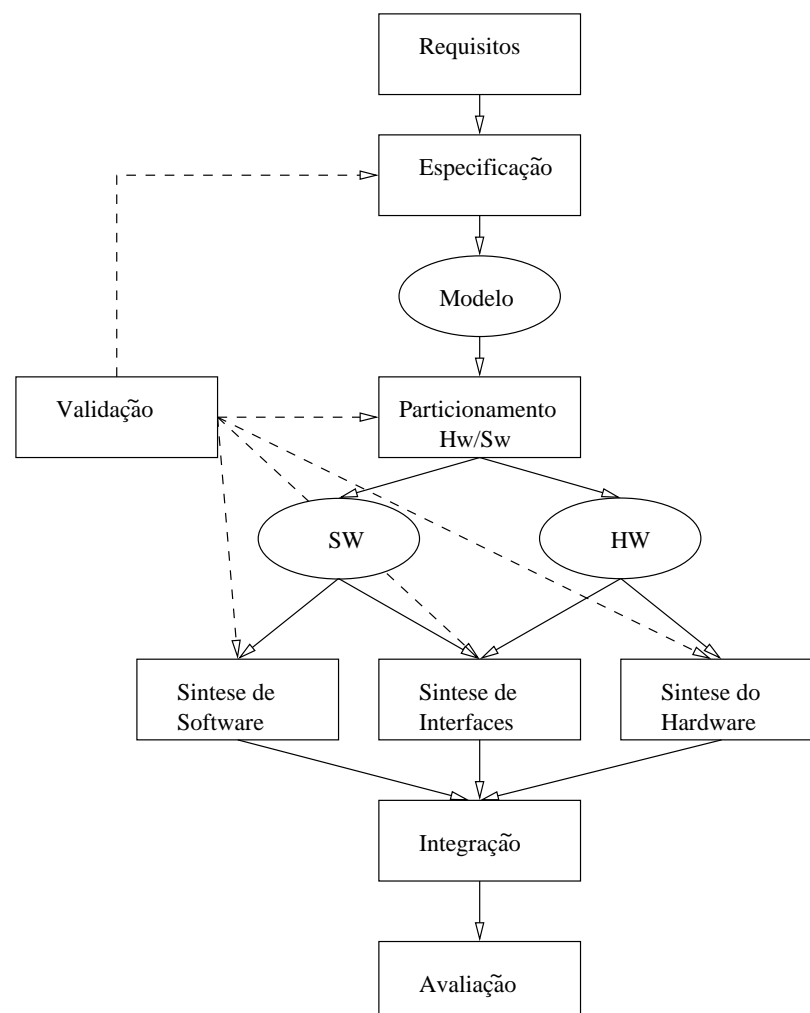 Requisitos
Especificação
Modelo
Validação
Particionamento
Hw/Sw
SW
HW
Sintese de
Software
Sintese de
Interfaces
Sintese do
Hardware
Integração
Avaliação